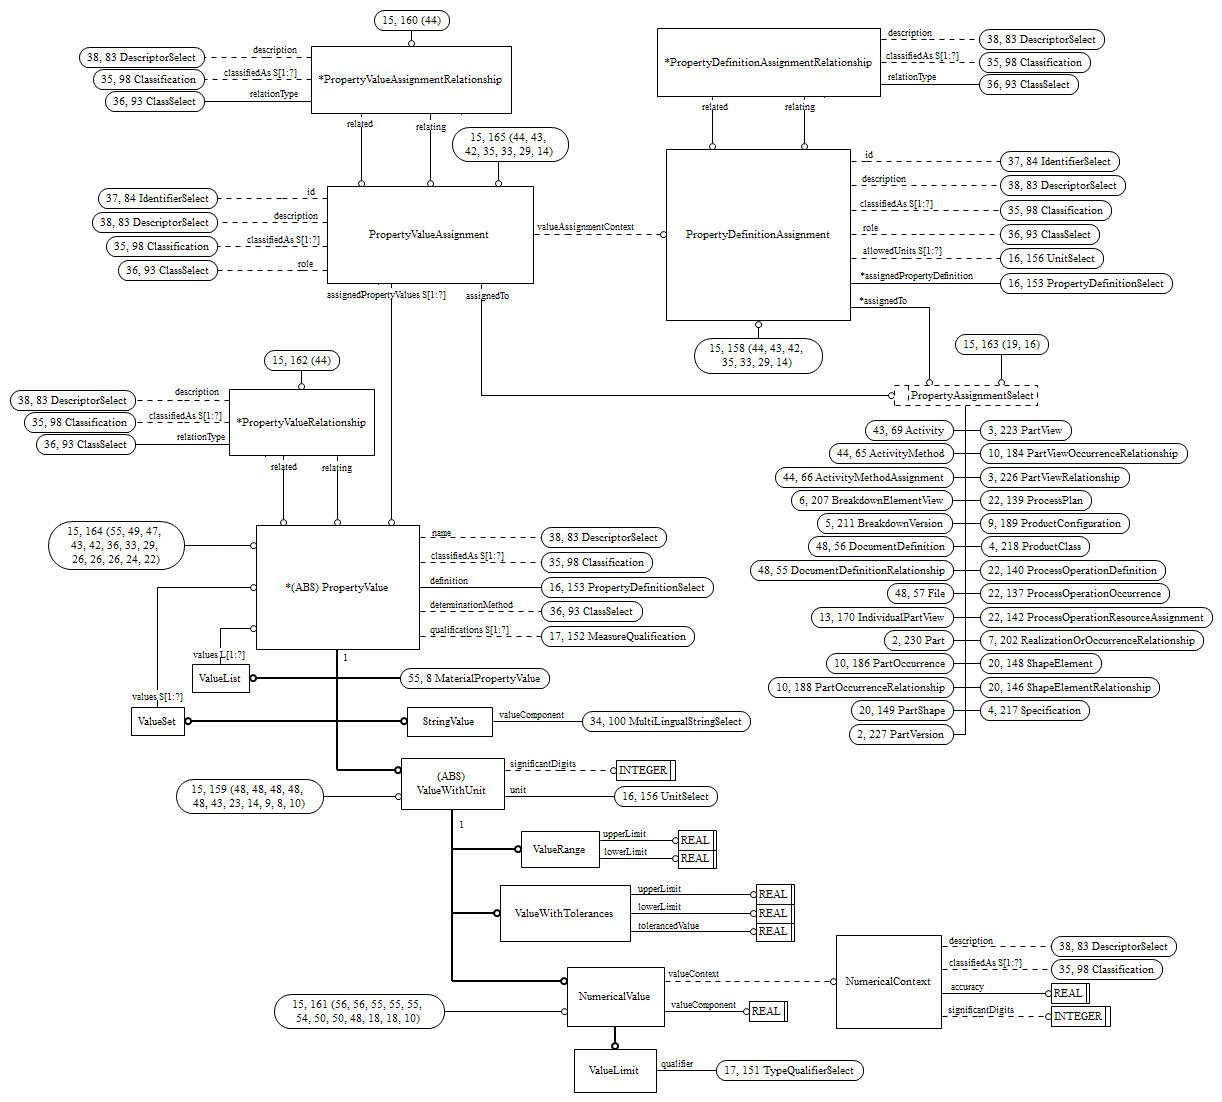 15, 160 (44)
description
38, 83 DescriptorSelect
classifiedAs S[1:?]
35, 98 Classification
relationType
36, 93 ClassSelect
*PropertyValueAssignmentRelationship
related
relating
*PropertyDefinitionAssignmentRelationship
description
38, 83 DescriptorSelect
classifiedAs S[1:?]
35, 98 Classification
relationType
36, 93 ClassSelect
related
relating
15, 165 (44, 43,
42, 35, 33, 29, 14)
id
37, 84 IdentifierSelect
description
38, 83 DescriptorSelect
classifiedAs S[1:?]
35, 98 Classification
role
36, 93 ClassSelect
PropertyValueAssignment
valueAssignmentContext
assignedPropertyValues S[1:?]
assignedTo
PropertyDefinitionAssignment
id
37, 84 IdentifierSelect
description
38, 83 DescriptorSelect
classifiedAs S[1:?]
35, 98 Classification
role
36, 93 ClassSelect
allowedUnits S[1:?]
16, 156 UnitSelect
*assignedPropertyDefinition
16, 153 PropertyDefinitionSelect
*assignedTo
15, 158 (44, 43, 42,
35, 33, 29, 14)
15, 163 (19, 16)
PropertyAssignmentSelect
15, 162 (44)
description
38, 83 DescriptorSelect
classifiedAs S[1:?]
35, 98 Classification
relationType
36, 93 ClassSelect
*PropertyValueRelationship
related
relating
43, 69 Activity
3, 223 PartView
44, 65 ActivityMethod
10, 184 PartViewOccurrenceRelationship
44, 66 ActivityMethodAssignment
3, 226 PartViewRelationship
6, 207 BreakdownElementView
22, 139 ProcessPlan
5, 211 BreakdownVersion
9, 189 ProductConfiguration
48, 56 DocumentDefinition
4, 218 ProductClass
48, 55 DocumentDefinitionRelationship
22, 140 ProcessOperationDefinition
48, 57 File
22, 137 ProcessOperationOccurrence
13, 170 IndividualPartView
22, 142 ProcessOperationResourceAssignment
2, 230 Part
7, 202 RealizationOrOccurrenceRelationship
10, 186 PartOccurrence
20, 148 ShapeElement
10, 188 PartOccurrenceRelationship
20, 146 ShapeElementRelationship
20, 149 PartShape
4, 217 Specification
2, 227 PartVersion
15, 164 (55, 49, 47,
43, 42, 36, 33, 29,
26, 26, 26, 24, 22)
*(ABS) PropertyValue
name
38, 83 DescriptorSelect
classifiedAs S[1:?]
35, 98 Classification
definition
16, 153 PropertyDefinitionSelect
determinationMethod
36, 93 ClassSelect
qualifications S[1:?]
17, 152 MeasureQualification
1
values L[1:?]
ValueList
55, 8 MaterialPropertyValue
values S[1:?]
ValueSet
StringValue
valueComponent
34, 100 MultiLingualStringSelect
15, 159 (48, 48, 48, 48,
48, 43, 23, 14, 9, 8, 10)
(ABS)
ValueWithUnit
significantDigits
INTEGER
unit
16, 156 UnitSelect
1
ValueRange
upperLimit
REAL
lowerLimit
REAL
ValueWithTolerances
upperLimit
REAL
lowerLimit
REAL
tolerancedValue
REAL
15, 161 (56, 56, 55, 55, 55,
54, 50, 50, 48, 18, 18, 10)
NumericalValue
valueContext
valueComponent
REAL
NumericalContext
description
38, 83 DescriptorSelect
classifiedAs S[1:?]
35, 98 Classification
accuracy
REAL
significantDigits
INTEGER
ValueLimit
qualifier
17, 151 TypeQualifierSelect